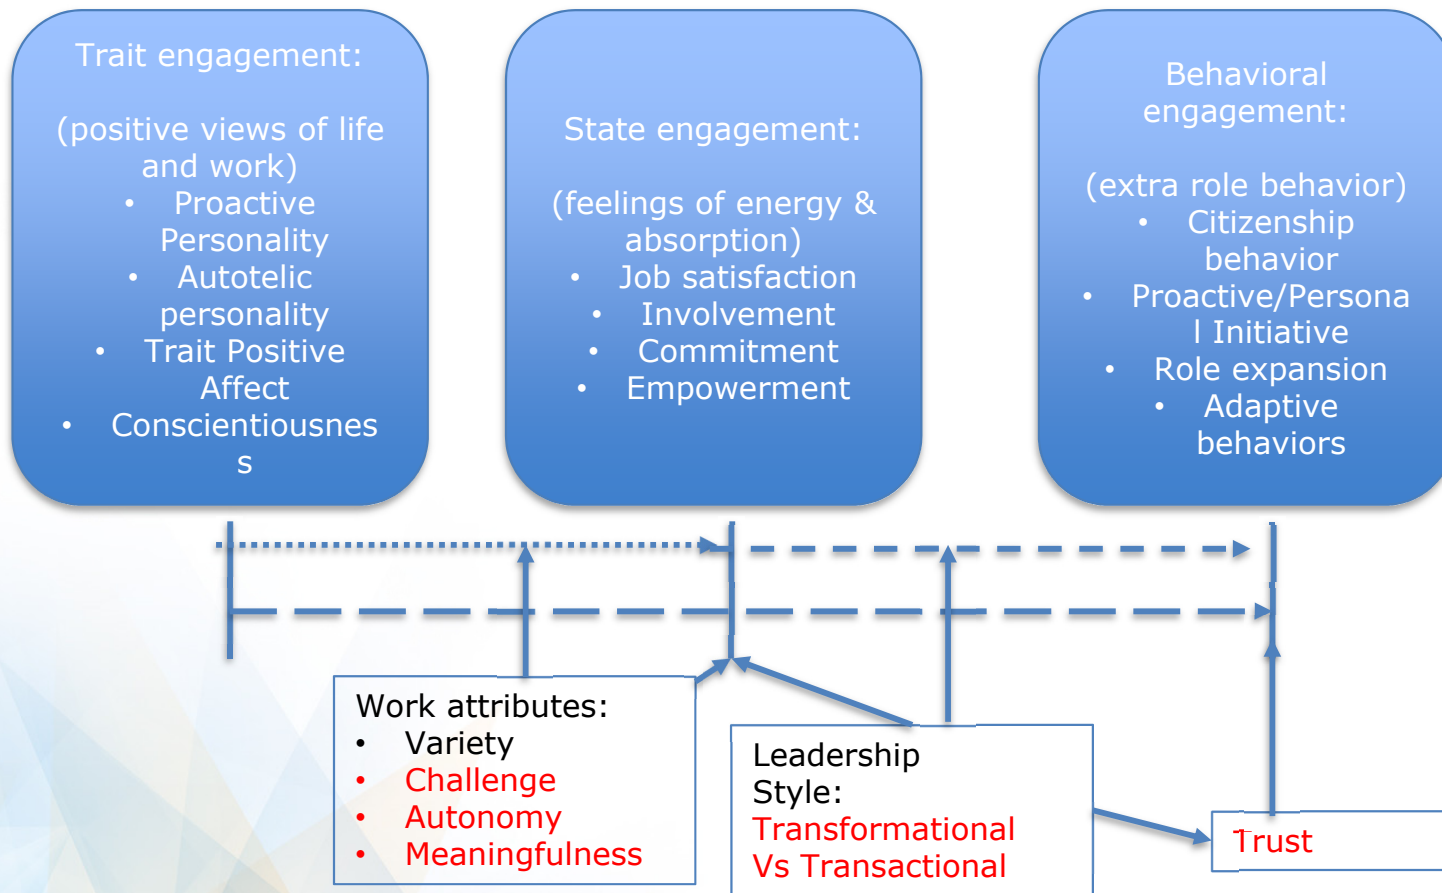 Trait engagement:
(positive views of life
and work)
• Proactive
Personality
• Autotelic
personality
• Trait Positive
Affect
• Conscientiousnes
s
State engagement:
(feelings of energy &
absorption)
• Job satisfaction
• Involvement
• Commitment
• Empowerment
Behavioral
engagement:
(extra role behavior)
• Citizenship
behavior
• Proactive/Persona
l Initiative
• Role expansion
• Adaptive
behaviors
Work attributes:
• Variety
• Challenge
• Autonomy
• Meaningfulness
Leadership
Style:
Transformational
Vs Transactional
Trust